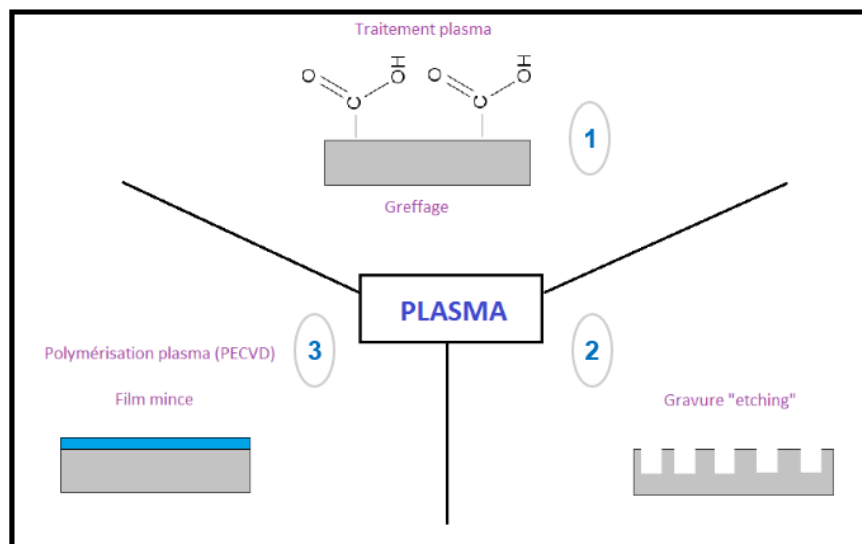 Traitement plasma
O
OH
C
O
OH
C
1
Greffage
PLASMA
3
2
Polymérisation plasma (PECVD)
Film mince
Gravure "etching"